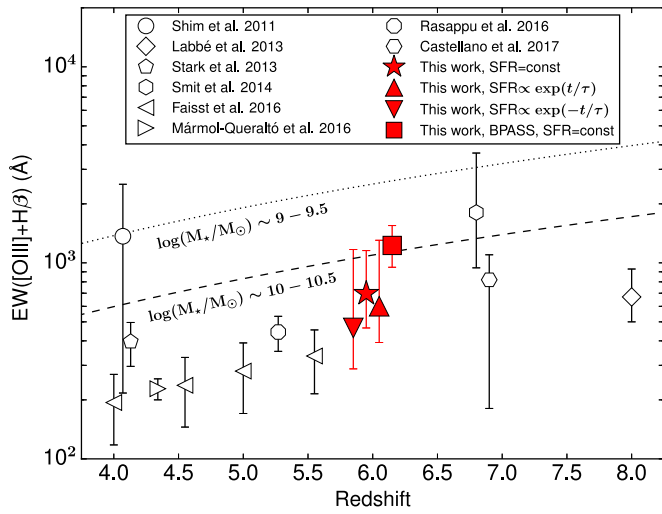 10⁴
10³
10²
EW([OIII]+Hβ) (Å)
Shim et al. 2011
Labbé et al. 2013
Stark et al. 2013
Smit et al. 2014
Faisst et al. 2016
Mármol-Queraltó et al. 2016
Rasappu et al. 2016
Castellano et al. 2017
This work, SFR=const
This work, SFR∝ exp(t/τ)
This work, SFR∝ exp(−t/τ)
This work, BPASS, SFR=const
log(M⋆/M⊙) ∼ 9 − 9.5
log(M⋆/M⊙) ∼ 10 − 10.5
4.0 4.5 5.0 5.5 6.0 6.5 7.0 7.5 8.0
Redshift